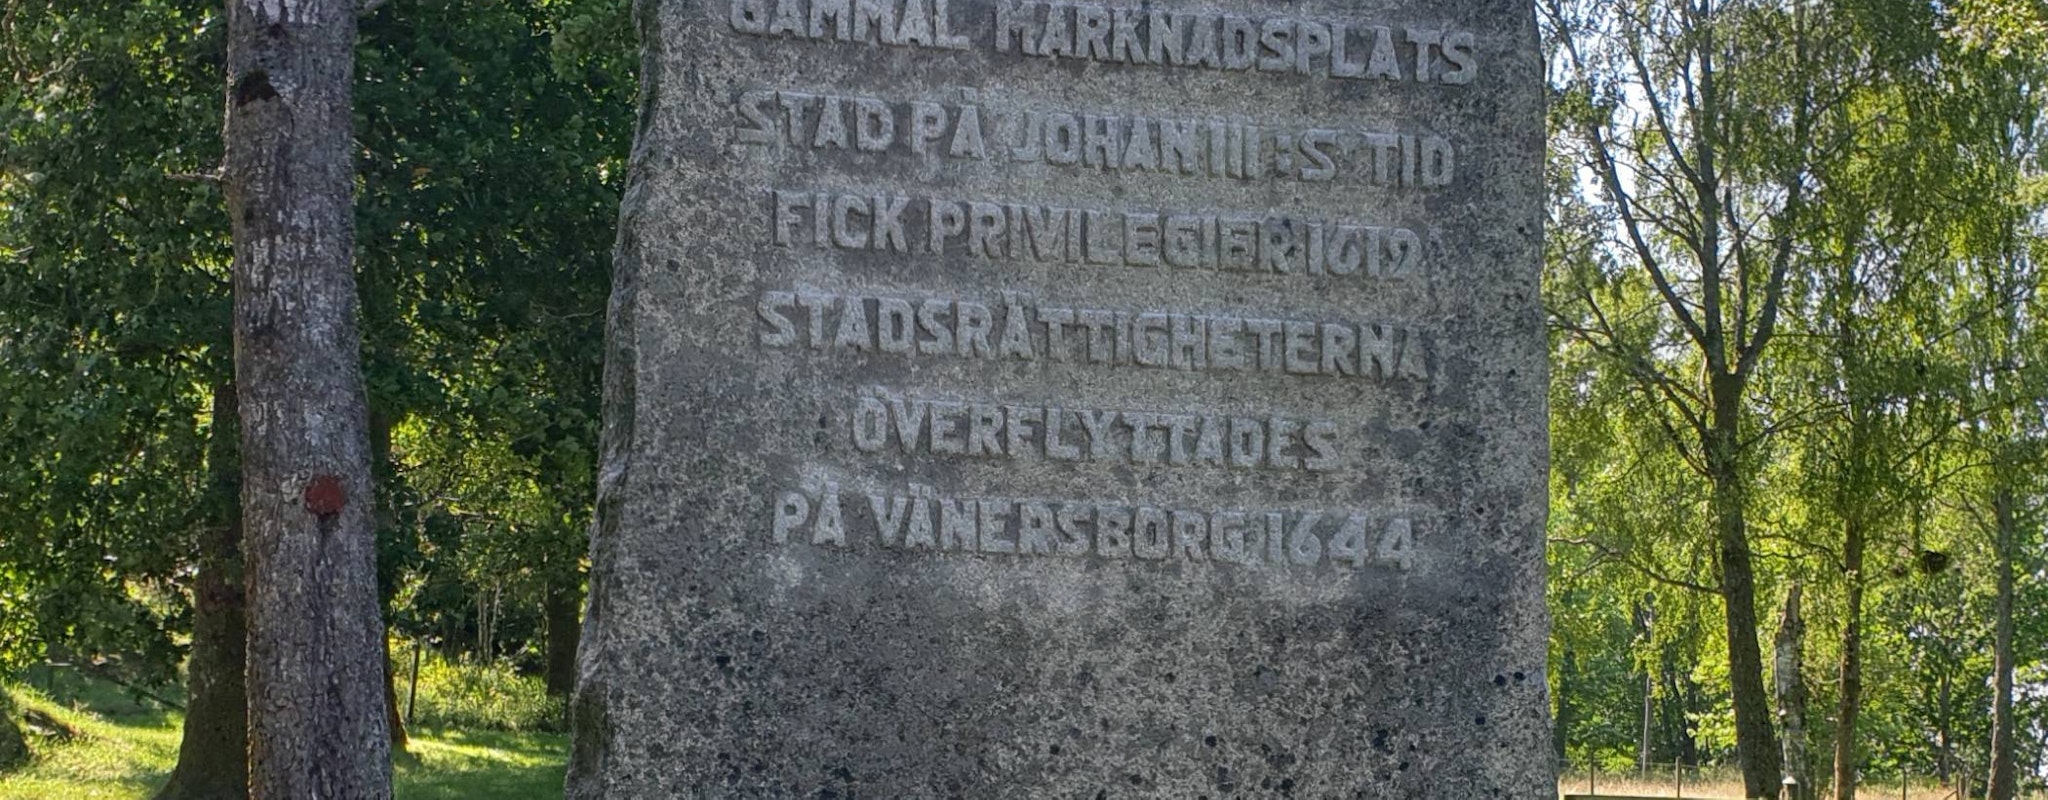 GAMMAL MARKNADSPLATS
STAD PÅ JOHAN III:S TID
FICK PRIVILEGIER 1612
STADSRÄTTIGHETERNA
ÖVERFLYTTADES
PÅ VÄNERSBORG 1644